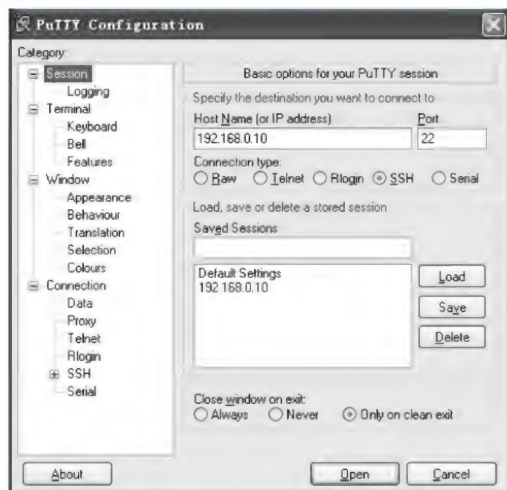 PuTTY Configuration
Category:
Session
Logging
Terminal
Keyboard
Bell
Features
Window
Appearance
Behaviour
Translation
Selection
Colours
Connection
Data
Proxy
Telnet
Rlogin
SSH
Serial
Basic options for your PuTTY session
Specify the destination you want to connect to
Host Name (or IP address) Port
192.168.0.10 22
Connection type:
Raw Telnet Rlogin SSH Serial
Load, save or delete a stored session
Saved Sessions
Default Settings
192.168.0.10
Load
Save
Delete
Close window on exit:
Always Never Only on clean exit
About Open Cancel